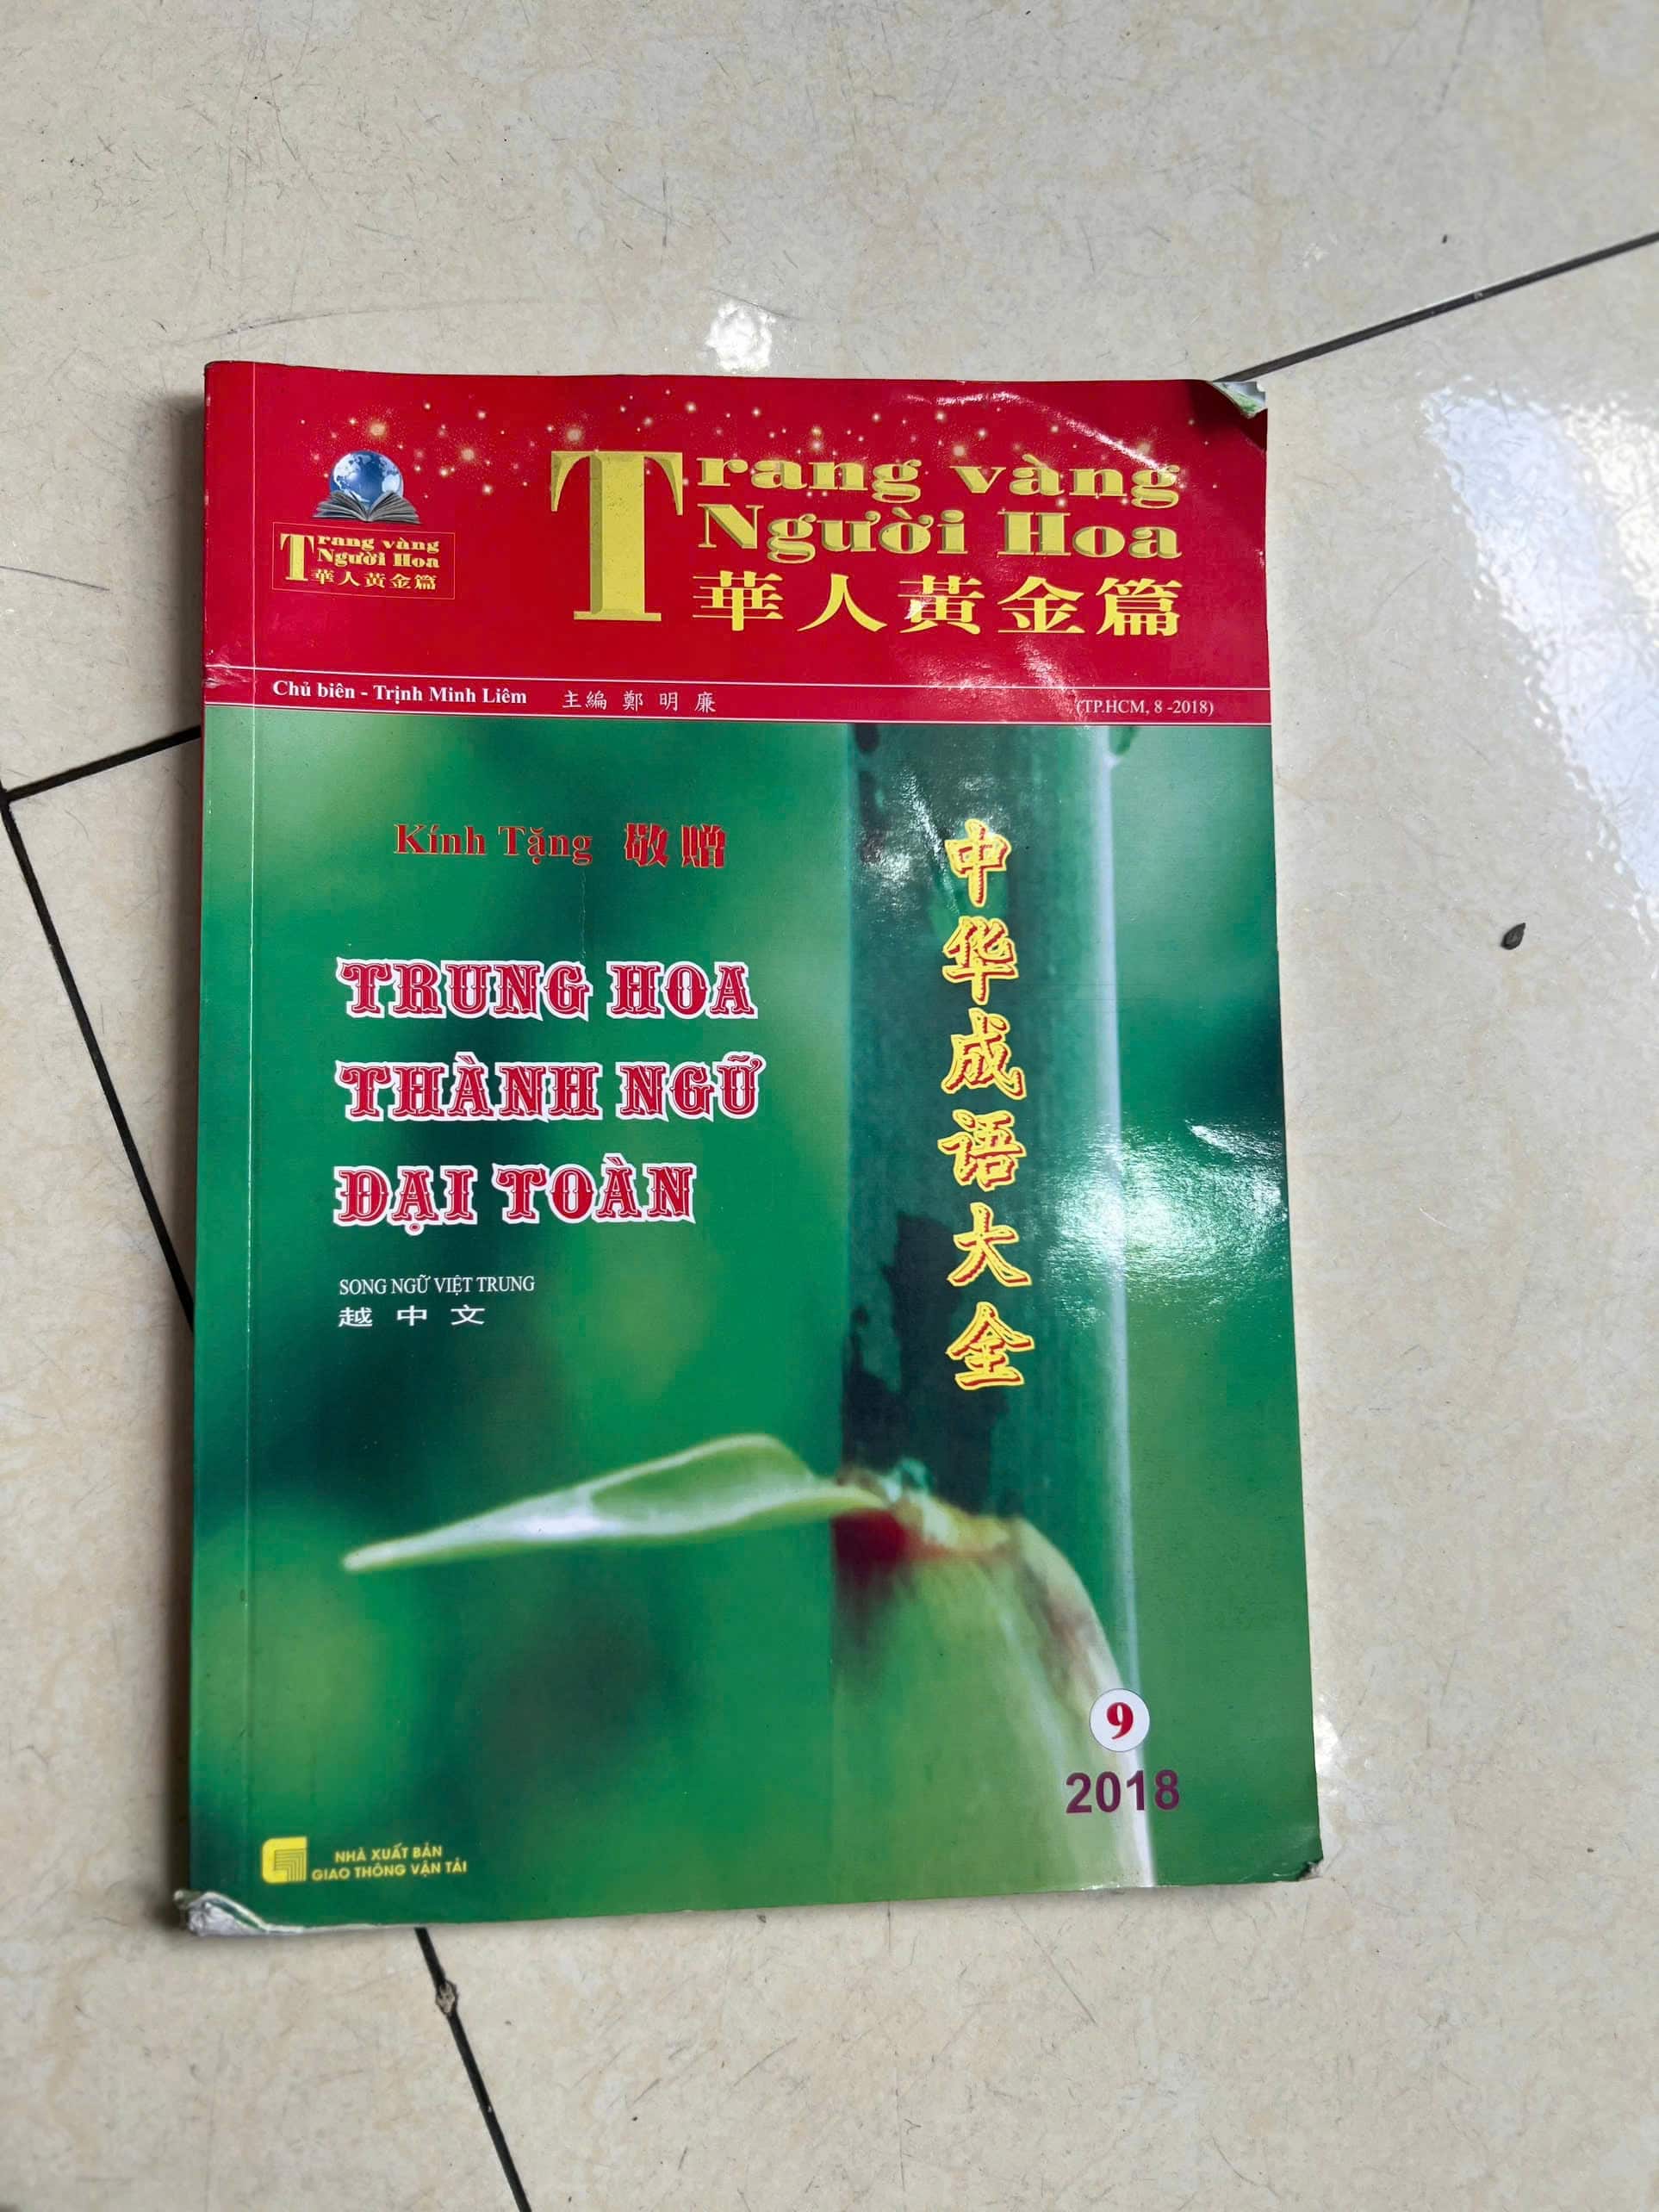 Trang vàng
Người Hoa
華人黃金篇
Trang vàng
Người Hoa
華人黃金篇
Chủ biên - Trịnh Minh Liêm 主編 鄭 明 廉 (TP.HCM, 8 -2018)
Kính Tặng 敬 贈
TRUNG HOA
THÀNH NGỮ
ĐẠI TOÀN
SONG NGỮ VIỆT TRUNG
越 中 文
中华成语大全
9
2018
NHÀ XUẤT BẢN
GIAO THÔNG VẬN TẢI